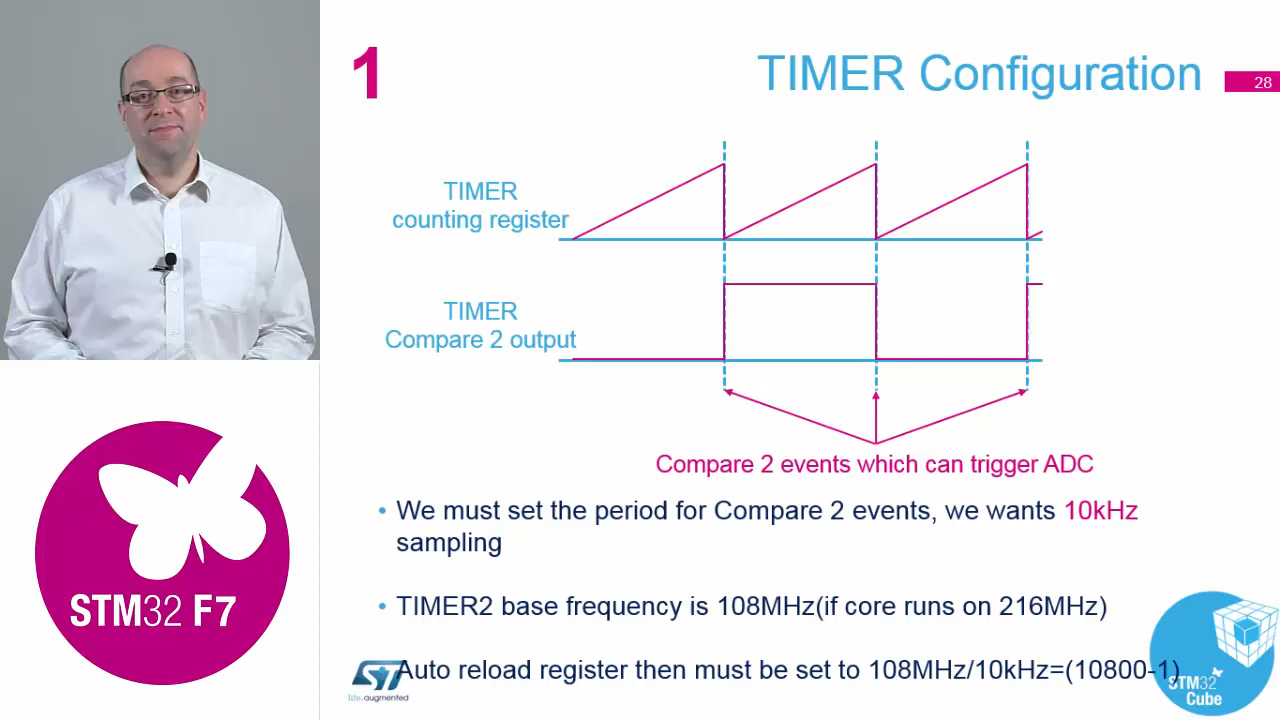 1
TIMER Configuration
28
TIMER
counting register
TIMER
Compare 2 output
Compare 2 events which can trigger ADC
• We must set the period for Compare 2 events, we wants 10kHz
sampling
• TIMER2 base frequency is 108MHz(if core runs on 216MHz)
Auto reload register then must be set to 108MHz/10kHz=(10800-1)
STM32 F7
ST
life.augmented
STM32
Cube